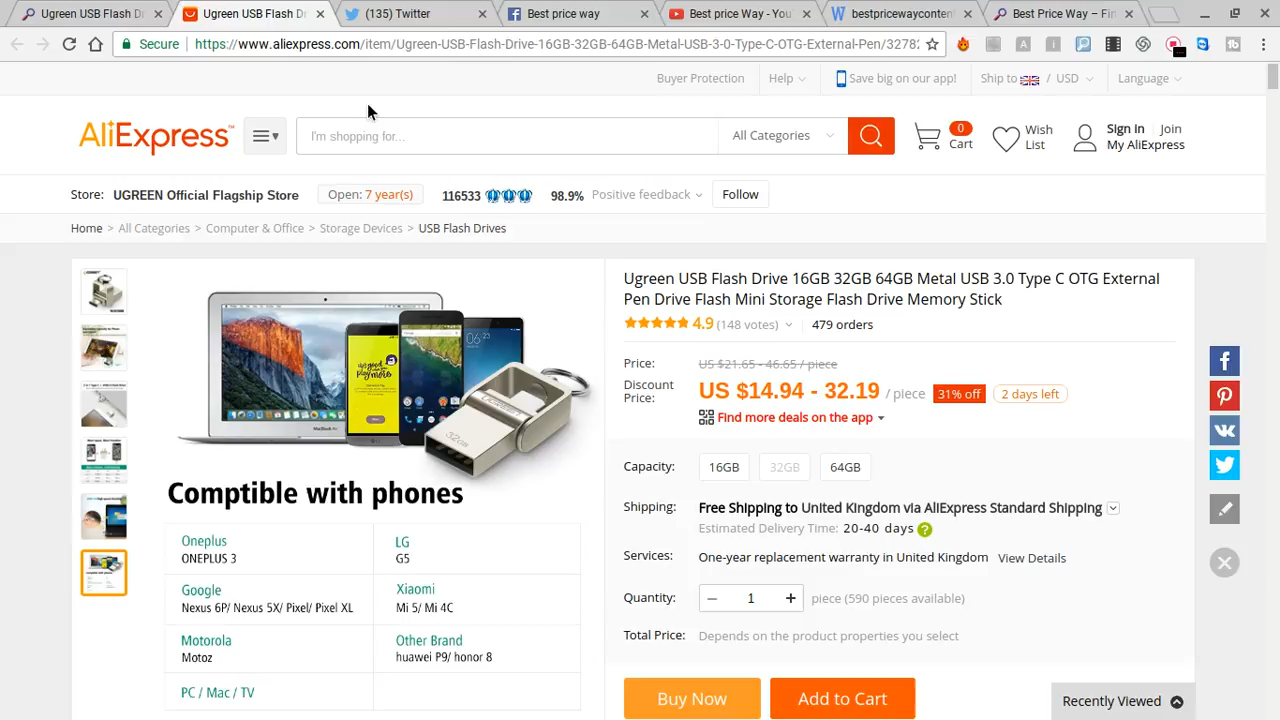 Ugreen USB Flash D
Ugreen USB Flash D
(135) Twitter
Best price way
Best price way - You
bestpricewayconten
Best Price Way – Fin
Secure
https://www.aliexpress.com/item/Ugreen-USB-Flash-Drive-16GB-32GB-64GB-Metal-USB-3-0-Type-C-OTG-External-Pen/3278
Buyer Protection
Help
Save big on our app!
Ship to / USD
Language
AliExpress™
I'm shopping for...
All Categories
0
Cart
Wish
List
Sign in
Join
My AliExpress
Store: UGREEN Official Flagship Store
Open: 7 year(s)
116533
98.9% Positive feedback
Follow
Home > All Categories > Computer & Office > Storage Devices > USB Flash Drives
Ugreen USB Flash Drive 16GB 32GB 64GB Metal USB 3.0 Type C OTG External
Pen Drive Flash Mini Storage Flash Drive Memory Stick
4.9 (148 votes) 479 orders
Price: US $21.65 - 46.65 / piece
Discount
Price:
US $14.94 - 32.19 / piece
31% off
2 days left
Find more deals on the app
Capacity: 16GB 32GB 64GB
Shipping: Free Shipping to United Kingdom via AliExpress Standard Shipping
Estimated Delivery Time: 20-40 days
Services: One-year replacement warranty in United Kingdom View Details
Quantity: − 1 + piece (590 pieces available)
Total Price: Depends on the product properties you select
Buy Now
Add to Cart
Recently Viewed
32GB
Comptible with phones
Oneplus
ONEPLUS 3
LG
G5
Google
Nexus 6P/ Nexus 5X/ Pixel/ Pixel XL
Xiaomi
Mi 5/ Mi 4C
Motorola
Motoz
Other Brand
huawei P9/ honor 8
PC / Mac / TV